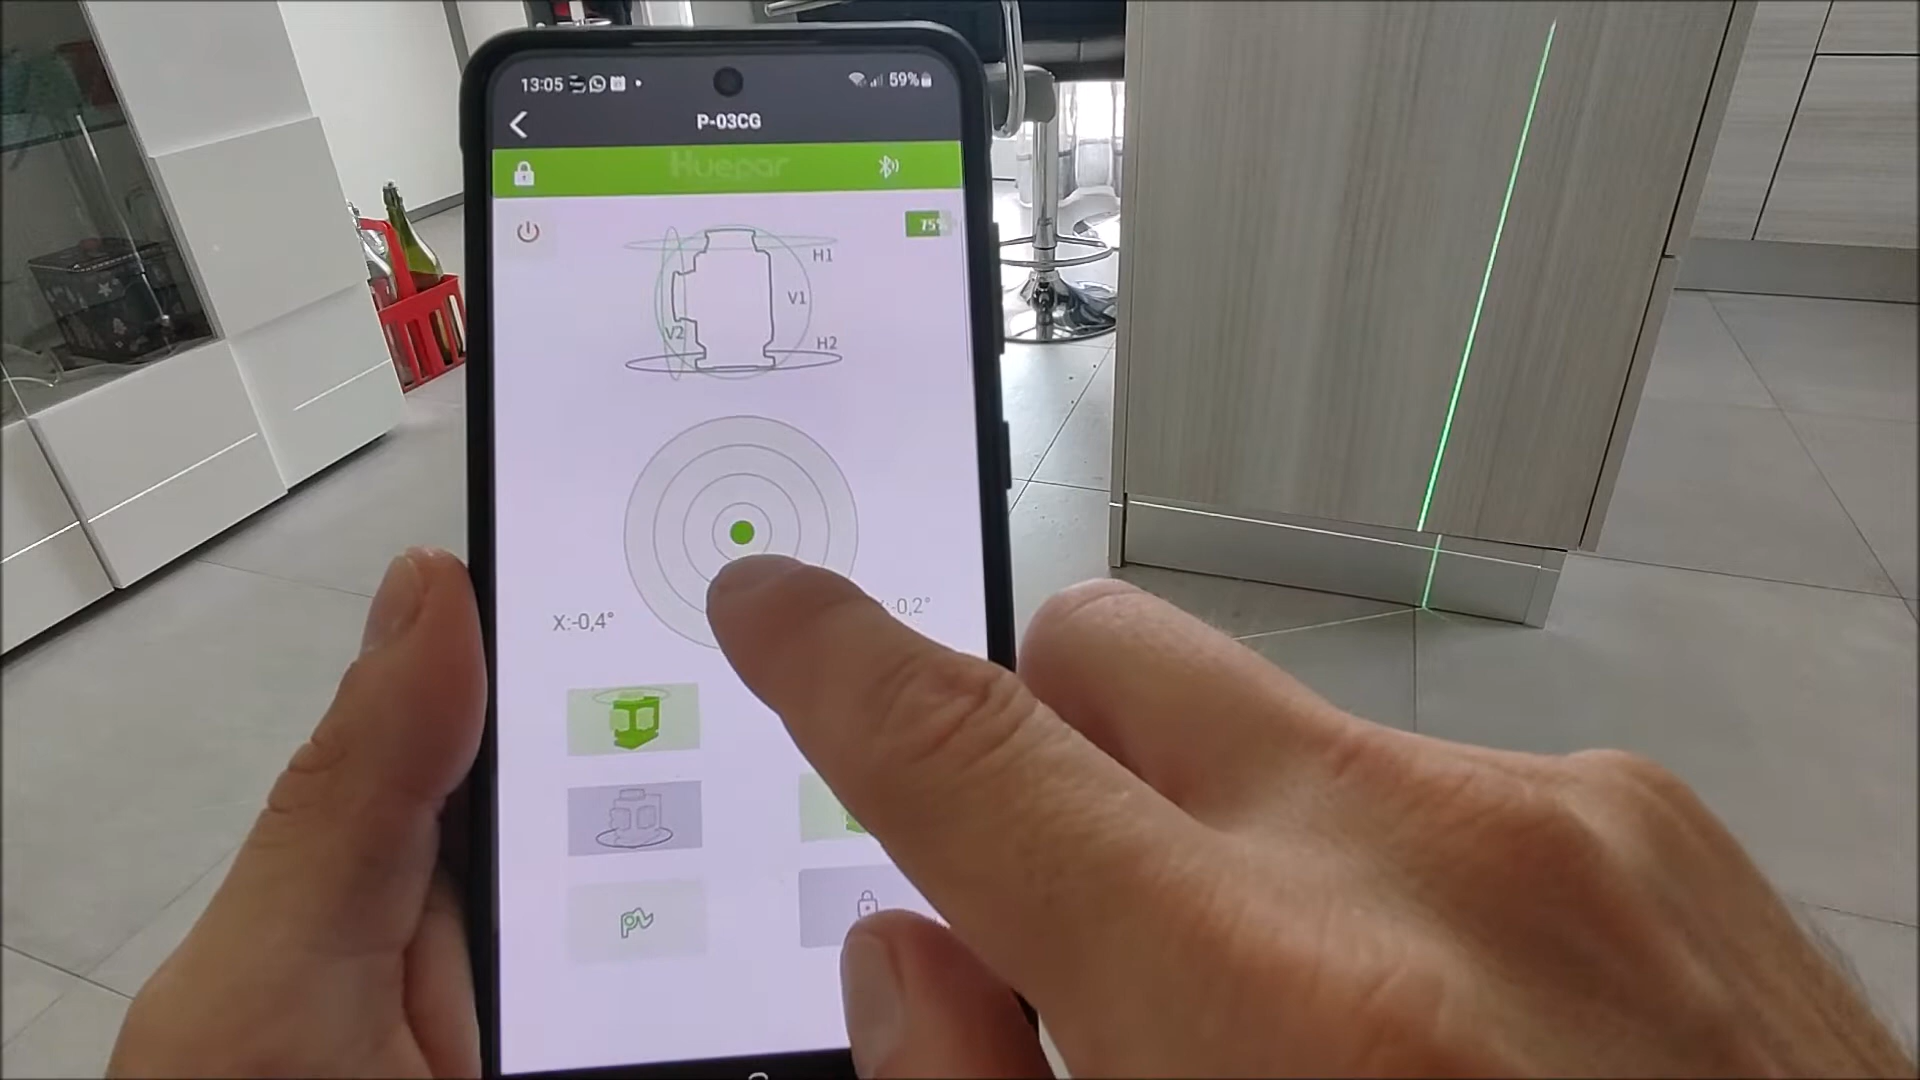 13:05 59%
P-03CG
Huepar
75%
H1
V1
V2
H2
X:-0,4° :-0,2°